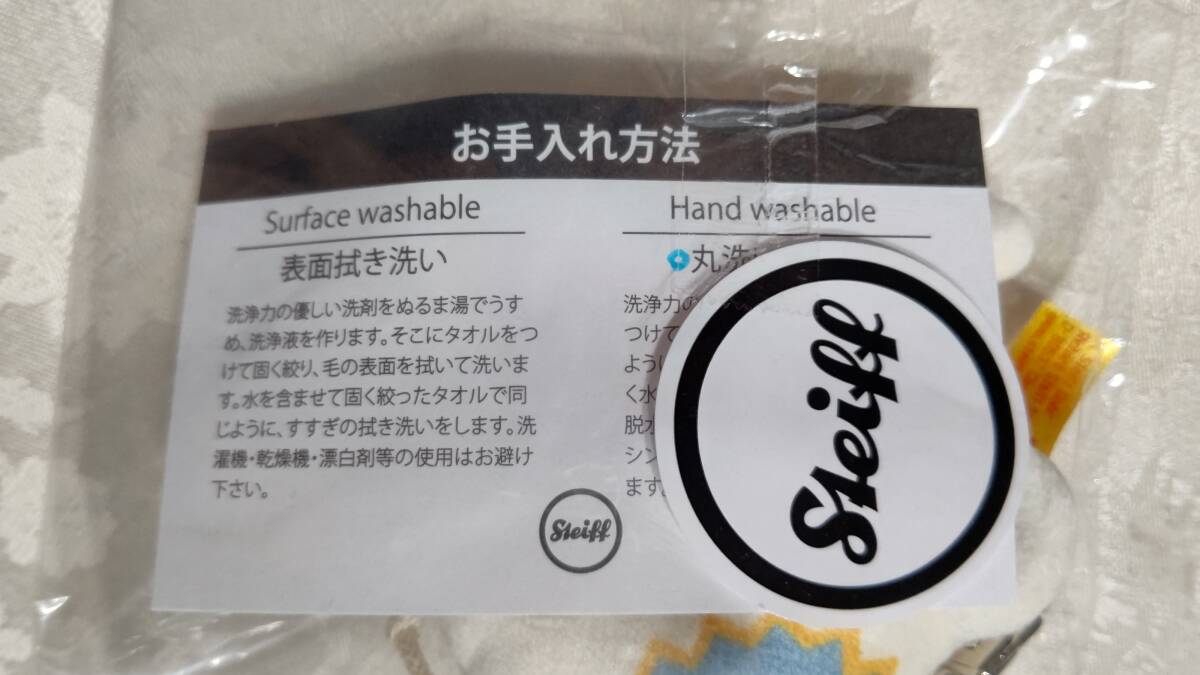 お手入れ方法
Surface washable
表面拭き洗い
洗浄力の優しい洗剤をぬるま湯でうす
め、洗浄液を作ります。そこにタオルをつ
けて固く絞り、毛の表面を拭いて洗いま
す。水を含ませて固く絞ったタオルで同
じように、すすぎの拭き洗いをします。洗
濯機・乾燥機・漂白剤等の使用はお避け
下さい。
Steiff
Hand washable
丸洗
洗浄力の
つけて
ように
く水
脱水
シン
ます。
Steiff